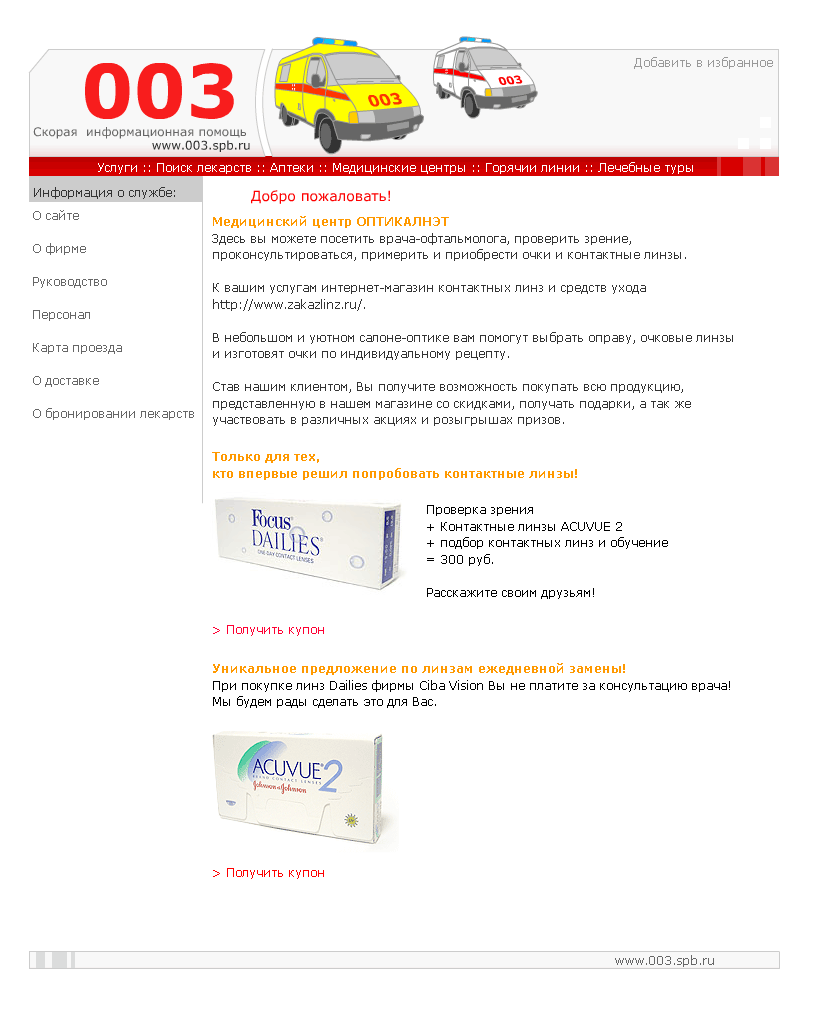 003
003
003
Добавить в избранное
Скорая информационная помощь
www.003.spb.ru
Услуги :: Поиск лекарств :: Аптеки :: Медицинские центры :: Горячии линии :: Лечебные туры
Информация о службе:
О сайте
О фирме
Руководство
Персонал
Карта проезда
О доставке
О бронировании лекарств
Добро пожаловать!
Медицинский центр ОПТИКАЛНЭТ
Здесь вы можете посетить врача-офтальмолога, проверить зрение,
проконсультироваться, примерить и приобрести очки и контактные линзы.
К вашим услугам интернет-магазин контактных линз и средств ухода
http://www.zakazlinz.ru/.
В небольшом и уютном салоне-оптике вам помогут выбрать оправу, очковые линзы
и изготовят очки по индивидуальному рецепту.
Став нашим клиентом, Вы получите возможность покупать всю продукцию,
представленную в нашем магазине со скидками, получать подарки, а так же
участвовать в различных акциях и розыгрышах призов.
Только для тех,
кто впервые решил попробовать контактные линзы!
Focus
DAILIES
ONE DAY CONTACT LENSES
Проверка зрения
+ Контактные линзы ACUVUE 2
+ подбор контактных линз и обучение
= 300 руб.
Расскажите своим друзьям!
> Получить купон
Уникальное предложение по линзам ежедневной замены!
При покупке линз Dailies фирмы Ciba Vision Вы не платите за консультацию врача!
Мы будем рады сделать это для Вас.
ACUVUE 2
BRAND CONTACT LENSES
Johnson & Johnson
> Получить купон
www.003.spb.ru